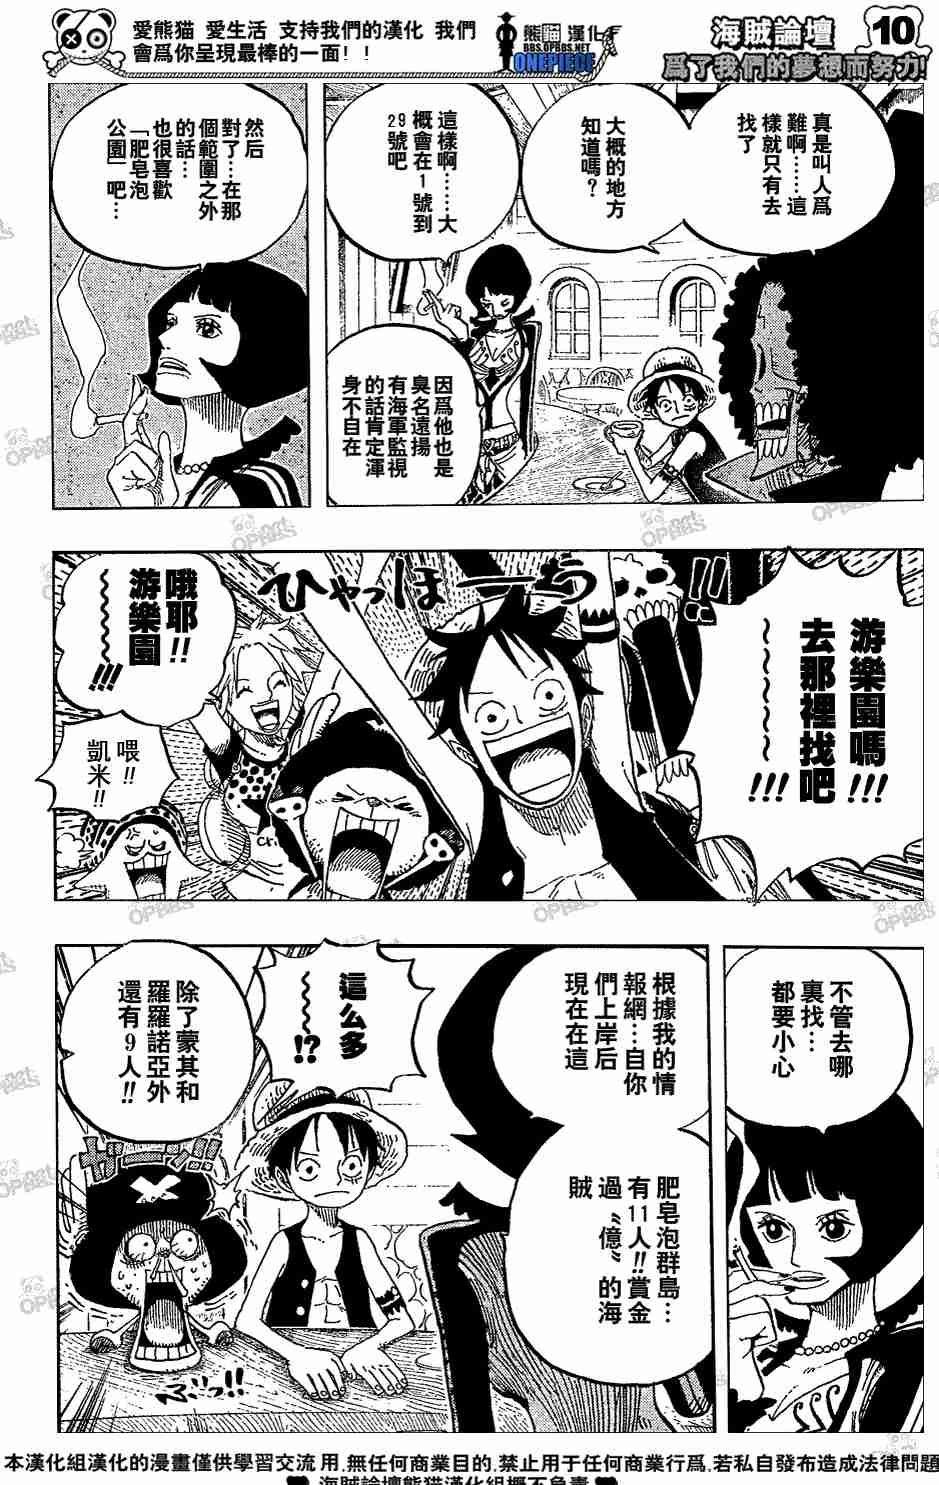 愛熊猫 愛生活 支持我們的漢化 我們
會爲你呈現最棒的一面！！
熊猫 漢化
BBS.OPBBS.NET
ONEPIECE
海賊論壇
爲了我們的夢想而努力!
10
真是叫人爲
難啊……這
樣就只有去
找了
大概的地方
知道嗎？
這樣啊……大
概會在1號到
29號吧
因爲他也是
臭名遠揚
有海軍監視
的話肯定渾
身不自在
然后
對了…在那
個範圍之外
的話…
也很喜歡
「肥皂泡
公園」吧…
游樂園嗎!!!
去那裡找吧
～～～～!!!
ひゃっほーーう!!
哦耶!!
游樂園
～～～!!!
喂!!
凱米!!
不管去哪
裏找…
都要小心
根據我的情
報網…自你
們上岸后
現在在這
肥皂泡群島…
有11人!!賞金
過〝億〞的海
賊
這么多
～～～!?
除了蒙其和
羅羅諾亞外
還有9人!!
本漢化組漢化的漫畫僅供學習交流 用,無任何商業目的,禁止用于任何商業行爲,若私自發布造成法律問題
海賊論壇熊猫漢化組概不負責